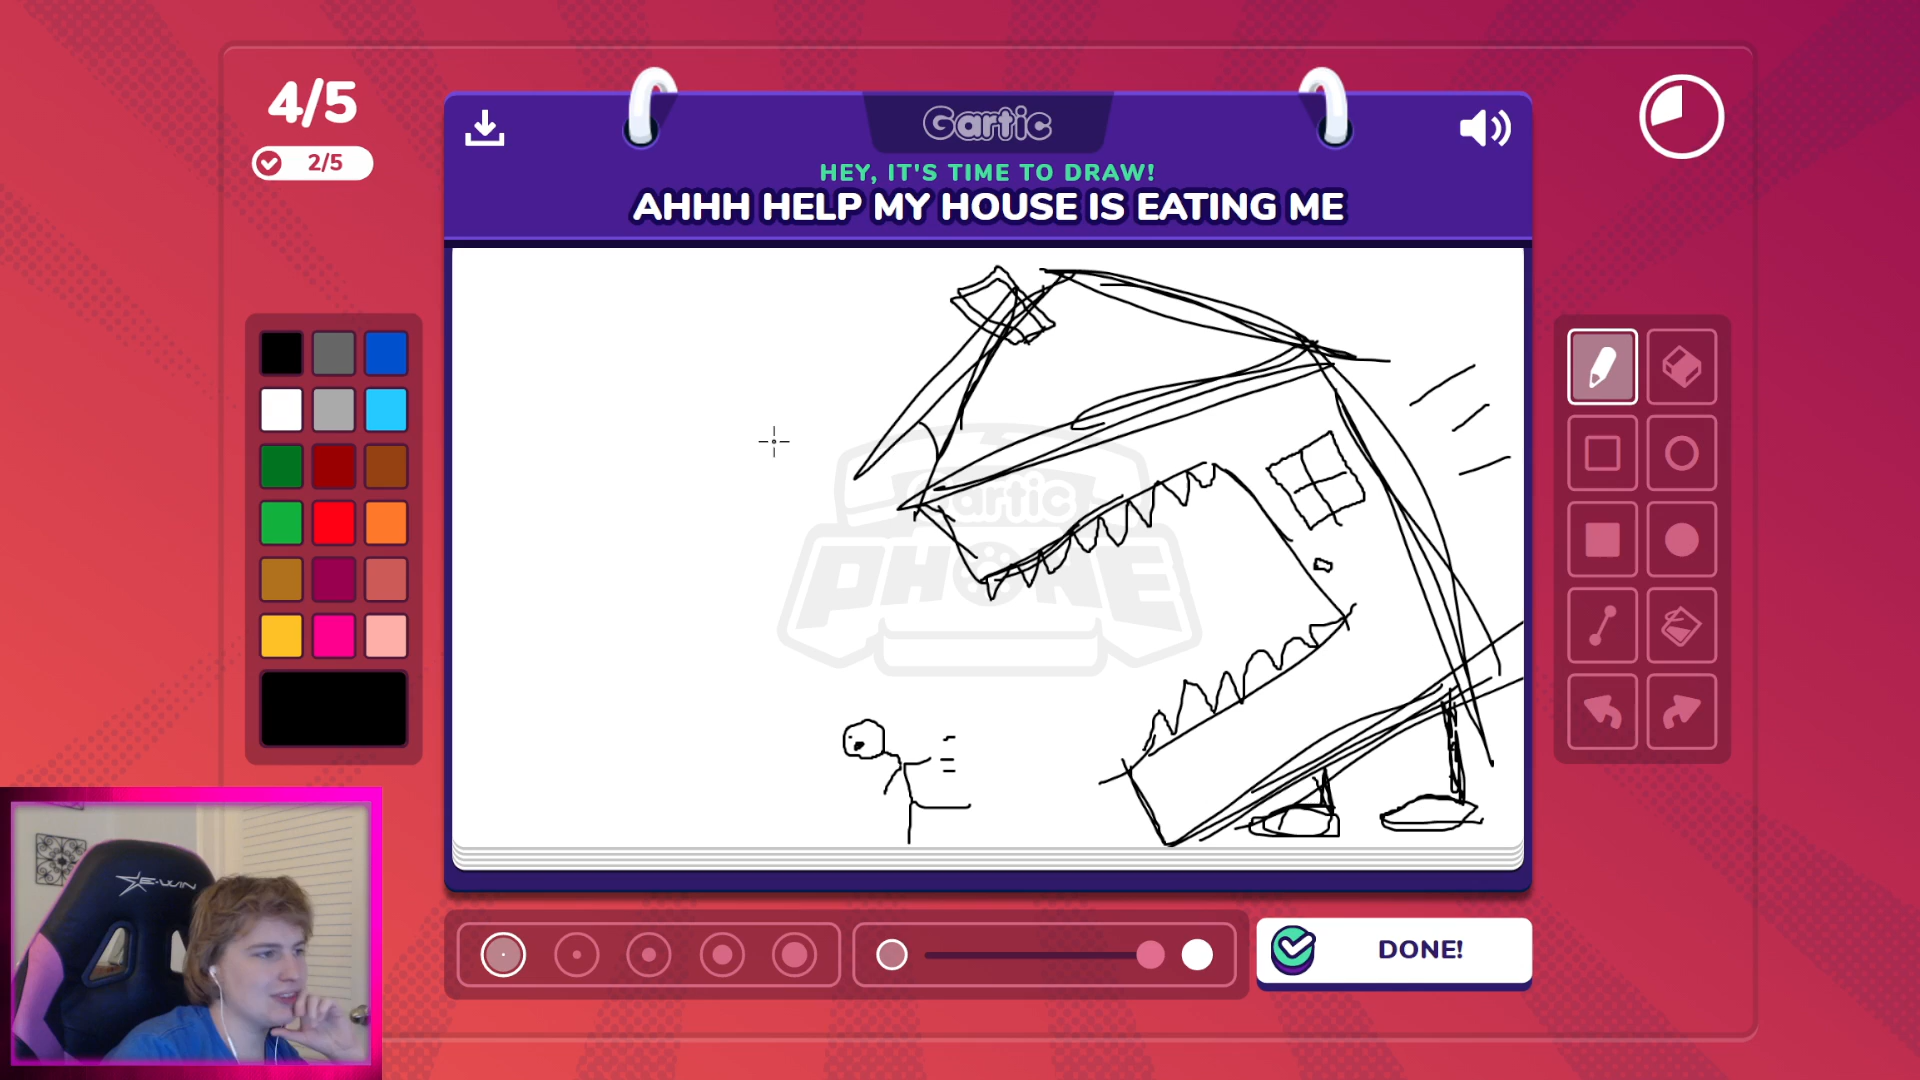 4/5
2/5
Gartic
HEY, IT'S TIME TO DRAW!
AHHH HELP MY HOUSE IS EATING ME
Gartic
PHONE
E-WIN
DONE!